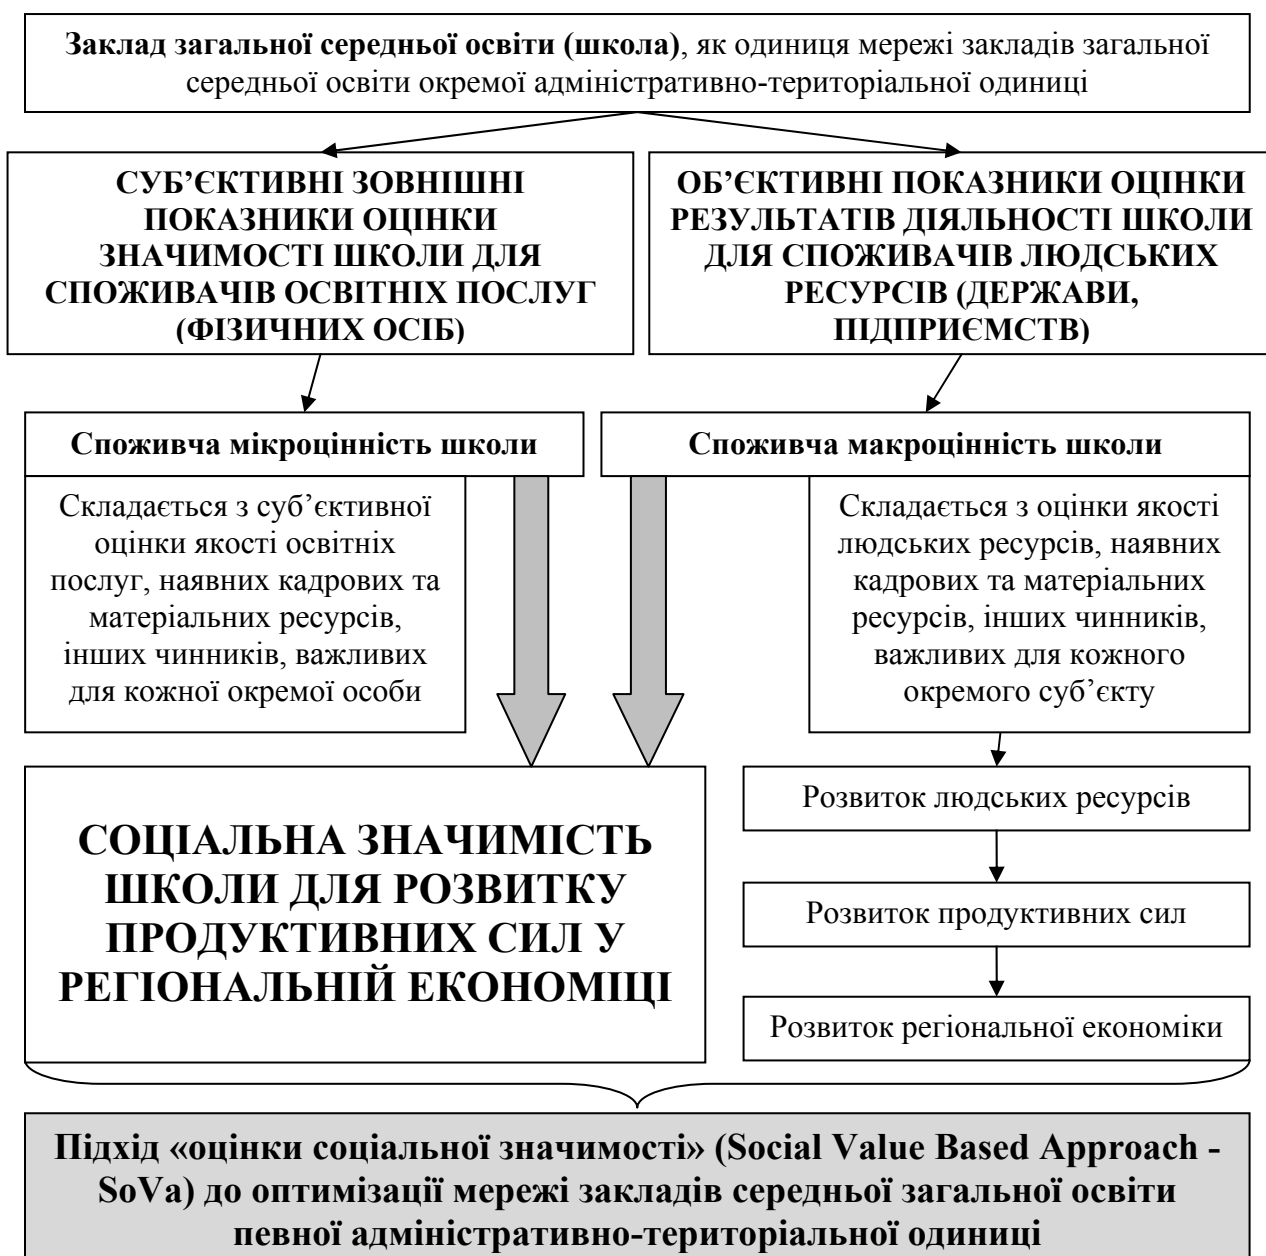 Заклад загальної середньої освіти (школа), як одиниця мережі закладів загальної
середньої освіти окремої адміністративно-територіальної одиниці
СУБ’ЄКТИВНІ ЗОВНІШНІ
ПОКАЗНИКИ ОЦІНКИ
ЗНАЧИМОСТІ ШКОЛИ ДЛЯ
СПОЖИВАЧІВ ОСВІТНІХ ПОСЛУГ
(ФІЗИЧНИХ ОСІБ)
ОБ’ЄКТИВНІ ПОКАЗНИКИ ОЦІНКИ
РЕЗУЛЬТАТІВ ДІЯЛЬНОСТІ ШКОЛИ
ДЛЯ СПОЖИВАЧІВ ЛЮДСЬКИХ
РЕСУРСІВ (ДЕРЖАВИ,
ПІДПРИЄМСТВ)
Споживча мікроцінність школи
Споживча макроцінність школи
Складається з суб’єктивної
оцінки якості освітніх
послуг, наявних кадрових та
матеріальних ресурсів,
інших чинників, важливих
для кожної окремої особи
Складається з оцінки якості
людських ресурсів, наявних
кадрових та матеріальних
ресурсів, інших чинників,
важливих для кожного
окремого суб’єкту
СОЦІАЛЬНА ЗНАЧИМІСТЬ
ШКОЛИ ДЛЯ РОЗВИТКУ
ПРОДУКТИВНИХ СИЛ У
РЕГІОНАЛЬНІЙ ЕКОНОМІЦІ
Розвиток людських ресурсів
Розвиток продуктивних сил
Розвиток регіональної економіки
Підхід «оцінки соціальної значимості» (Social Value Based Approach -
SoVa) до оптимізації мережі закладів середньої загальної освіти
певної адміністративно-територіальної одиниці